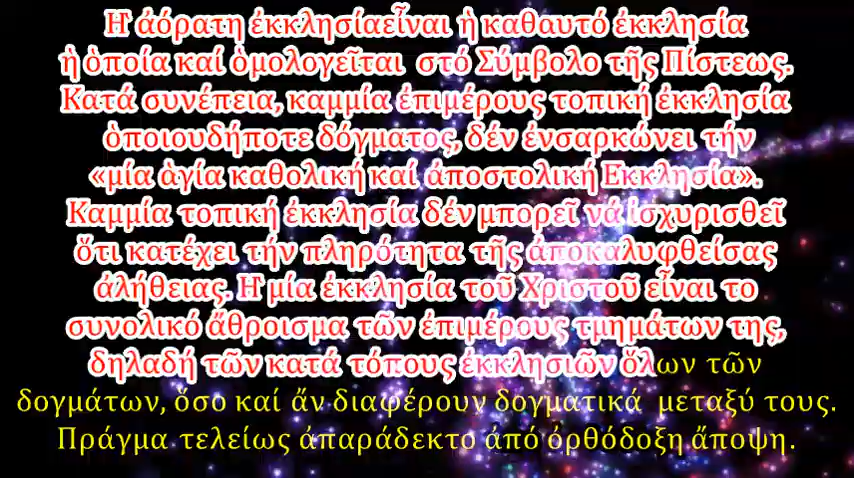 Ἡ ἀόρατη ἐκκλησίαεἶναι ἡ καθαυτό ἐκκλησία
ἡ ὁποία καί ὁμολογεῖται στό Σύμβολο τῆς Πίστεως.
Κατά συνέπεια, καμμία ἐπιμέρους τοπική ἐκκλησία
ὁποιουδήποτε δόγματος, δέν ἐνσαρκώνει τήν
«μία ἁγία καθολική καί ἀποστολική Εκκλησία».
Καμμία τοπική ἐκκλησία δέν μπορεῖ νά ἰσχυρισθεῖ
ὅτι κατέχει τήν πληρότητα τῆς ἀποκαλυφθείσας
ἀλήθειας. Ἡ μία ἐκκλησία τοῦ Χριστοῦ εἶναι το
συνολικό ἄθροισμα τῶν ἐπιμέρους τμημάτων της,
δηλαδή τῶν κατά τόπους ἐκκλησιῶν ὅλων τῶν
δογμάτων, ὅσο καί ἄν διαφέρουν δογματικά μεταξύ τους.
Πράγμα τελείως ἀπαράδεκτο ἀπό ὀρθόδοξη ἄποψη.